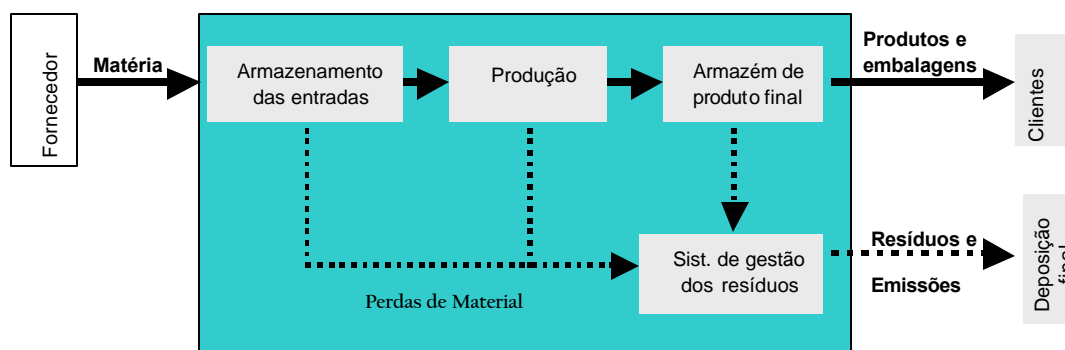 Fornecedor
Matéria
Armazenamento
das entradas
Produção
Armazém de
produto final
Produtos e
embalagens
Clientes
Sist. de gestão
dos resíduos
Perdas de Material
Resíduos e
Emissões
Deposição
final